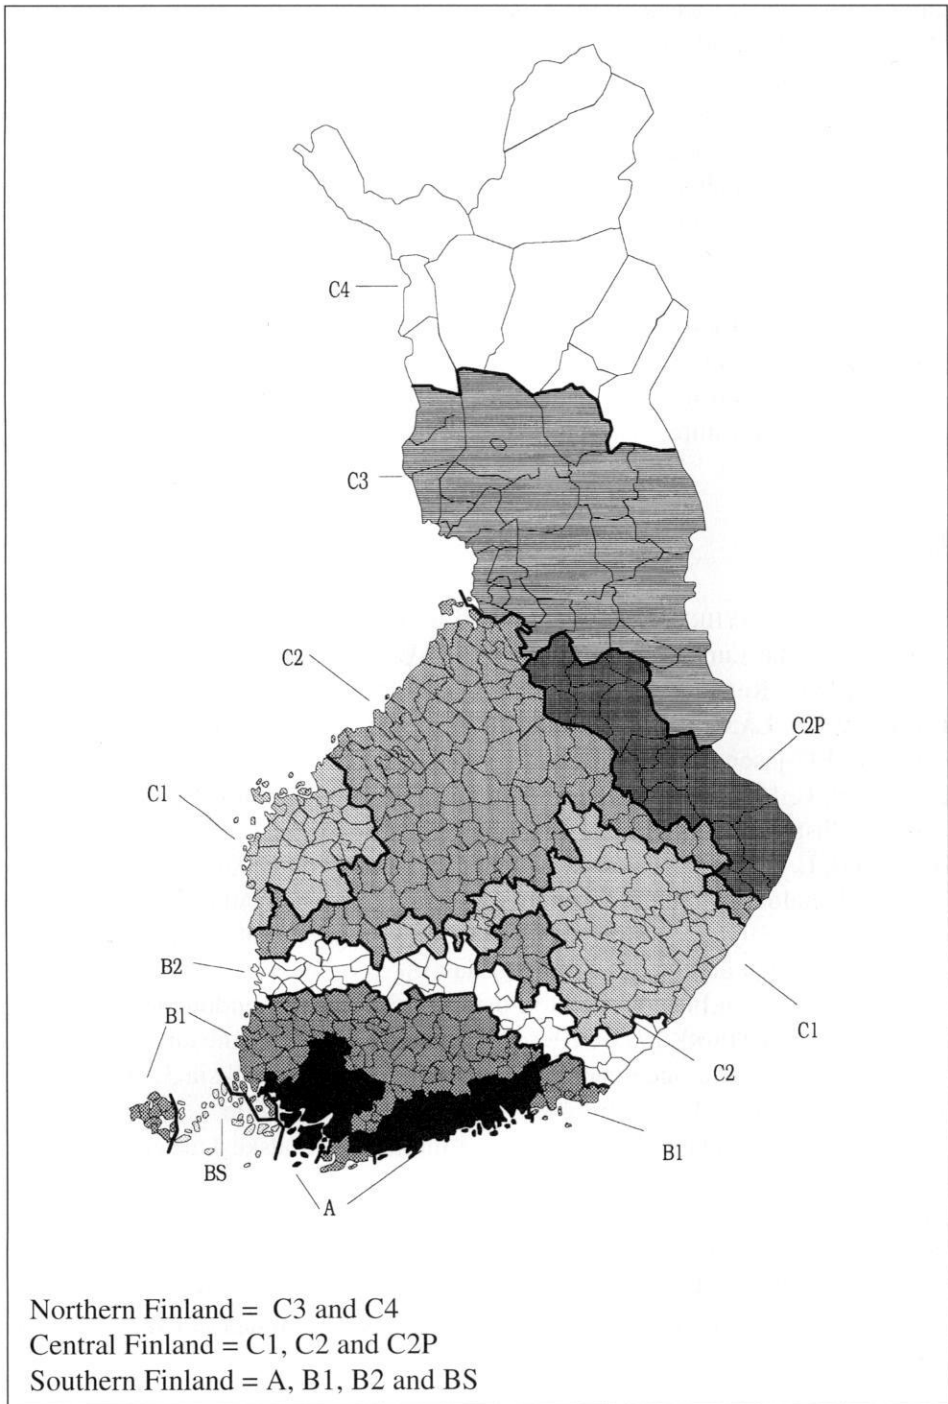 C4
C3
C2
C2P
C1
B2
B1
C1
C2
B1
BS
A
Northern Finland = C3 and C4
Central Finland = C1, C2 and C2P
Southern Finland = A, B1, B2 and BS